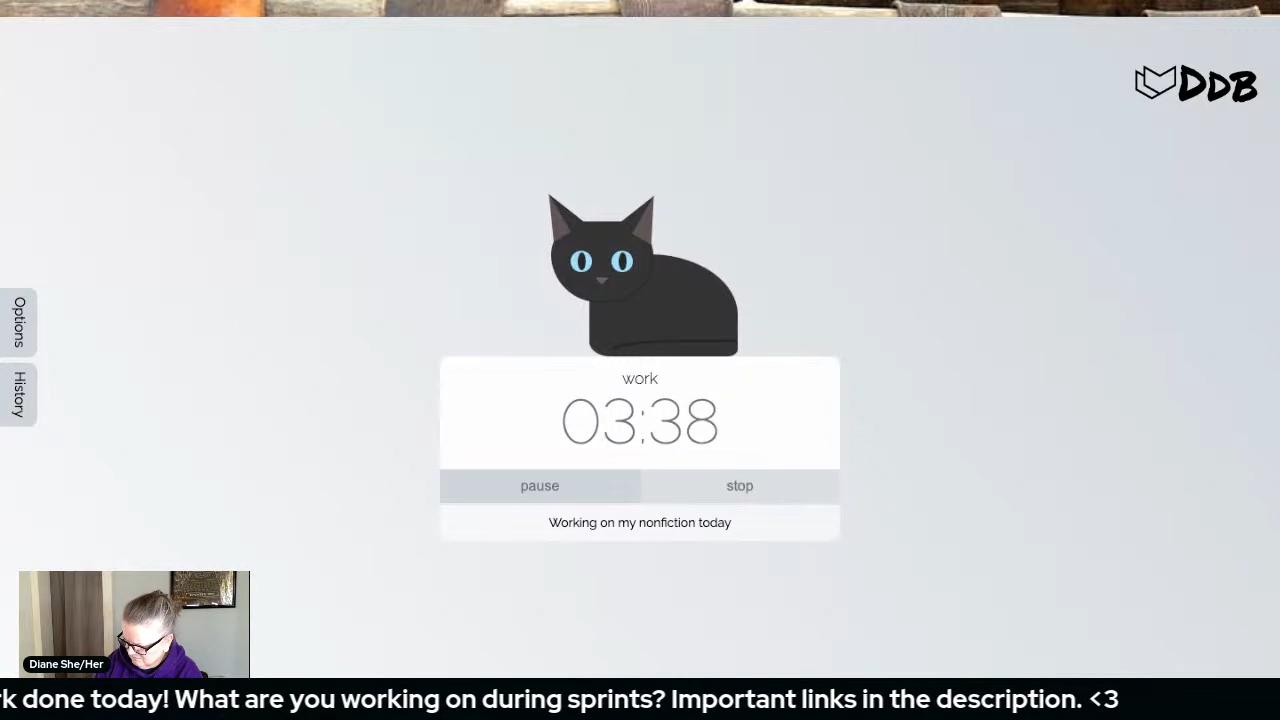 DDB
Options
History
work
03:38
pause
stop
Working on my nonfiction today
Diane She/Her
k done today! What are you working on during sprints? Important links in the description. <3